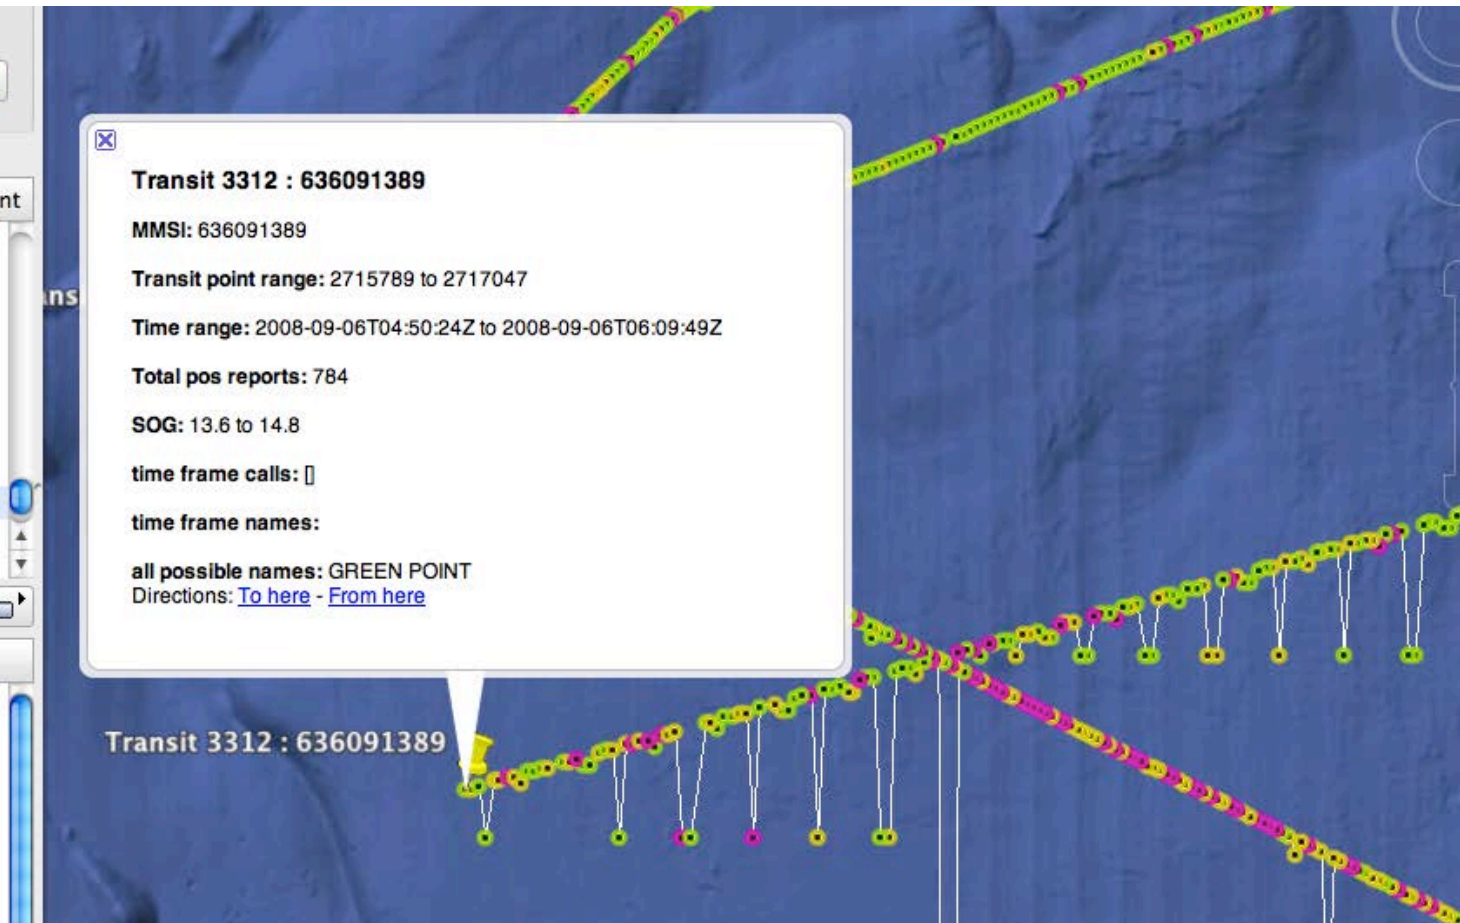 nt
ns
Transit 3312 : 636091389
MMSI: 636091389
Transit point range: 2715789 to 2717047
Time range: 2008-09-06T04:50:24Z to 2008-09-06T06:09:49Z
Total pos reports: 784
SOG: 13.6 to 14.8
time frame calls: []
time frame names:
all possible names: GREEN POINT
Directions: To here - From here
Transit 3312 : 636091389